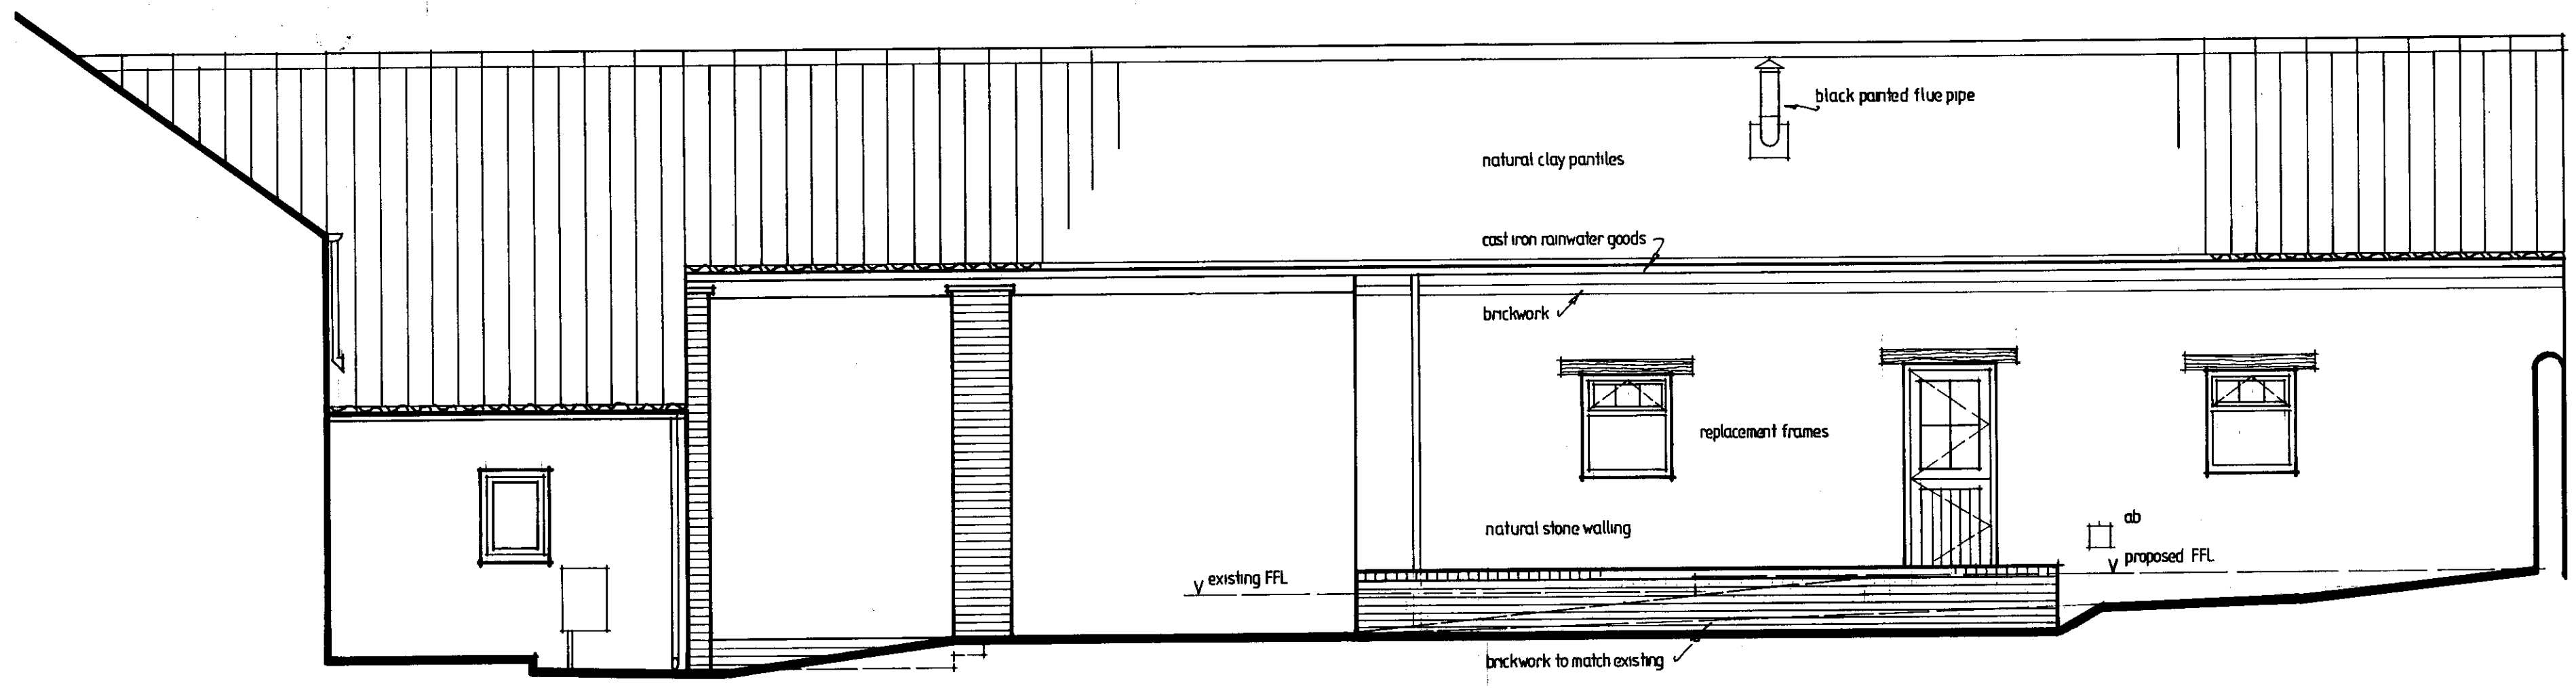 black painted flue pipe
natural clay pantiles
cast iron rainwater goods
brickwork
replacement frames
natural stone walling
ab
proposed FFL
existing FFL
brickwork to match existing